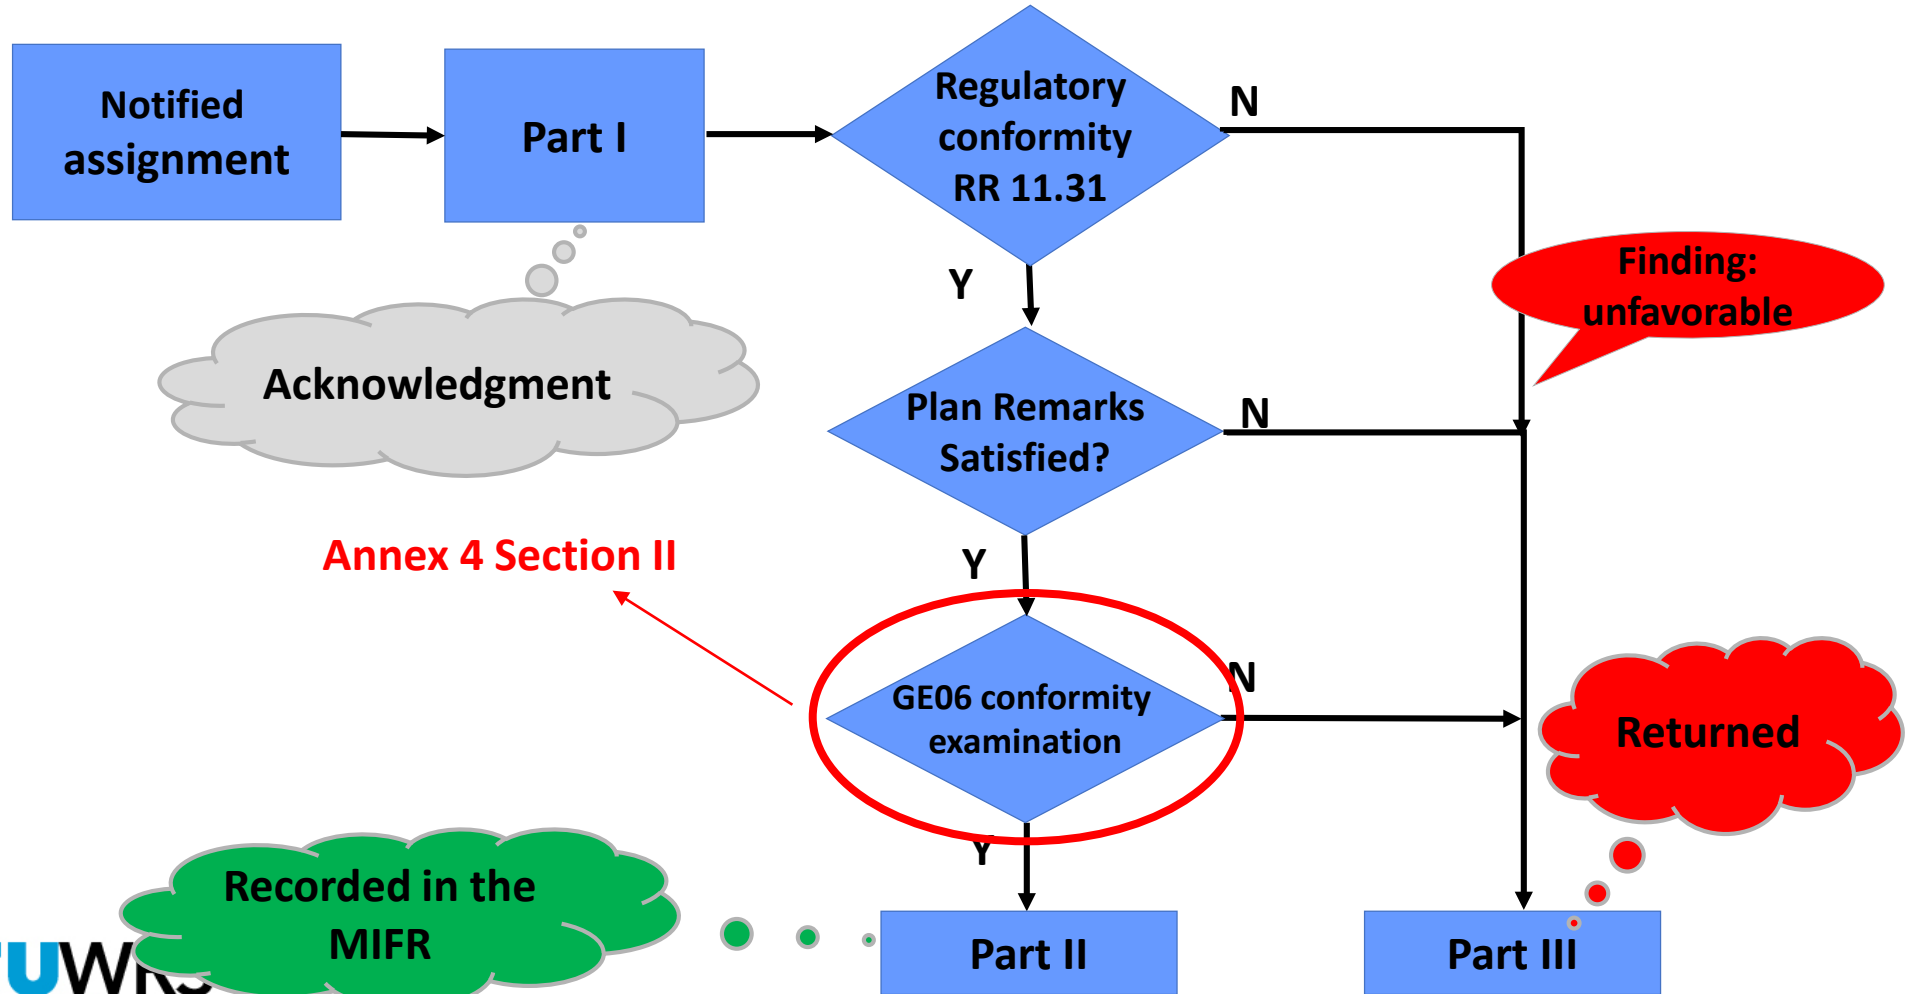 Notified
assignment
Part I
Regulatory
conformity
RR 11.31
N
Finding:
unfavorable
Y
Acknowledgment
Plan Remarks
Satisfied?
N
Annex 4 Section II
Y
GE06 conformity
examination
N
Returned
Y
Recorded in the
MIFR
Part II
Part III
UWRS